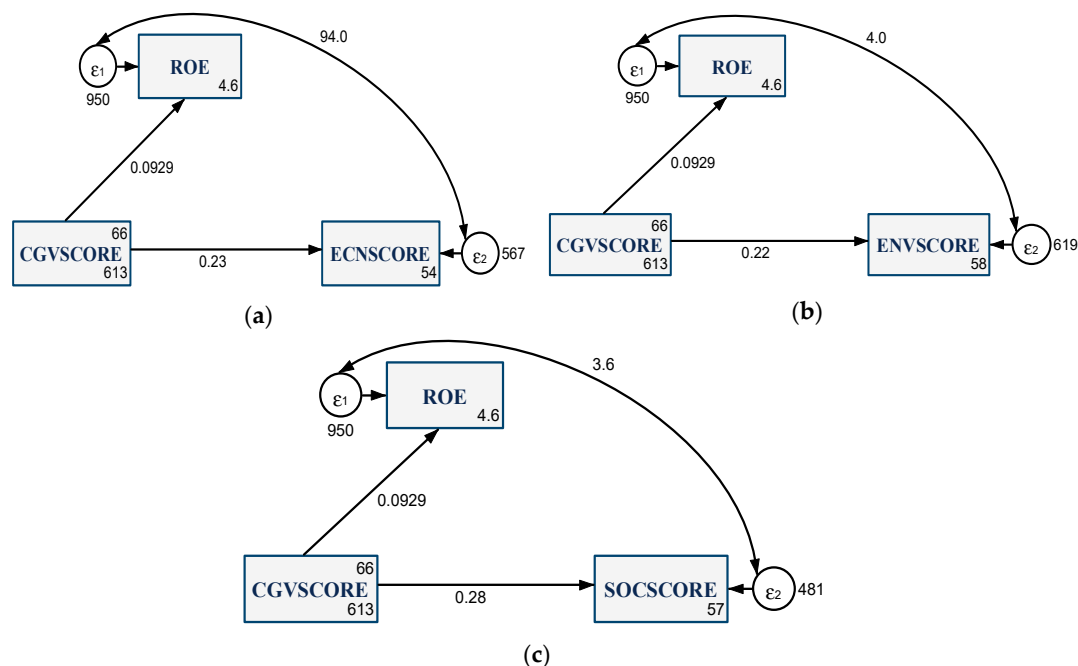 94.0
ε1
ROE
4.6
950
0.0929
66
CGVSCORE
613
0.23
ECNSCORE
54
ε2
567
(a)
4.0
ε1
ROE
4.6
950
0.0929
66
CGVSCORE
613
0.22
ENVSCORE
58
ε2
619
(b)
3.6
ε1
ROE
4.6
950
0.0929
66
CGVSCORE
613
0.28
SOCSCORE
57
ε2
481
(c)